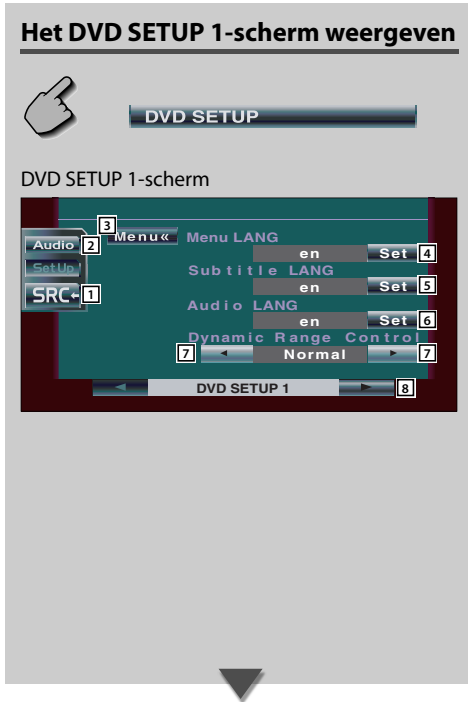 Het DVD SETUP 1-scherm weergeven
DVD SETUP
DVD SETUP 1-scherm
3
Menu« Menu LANG
Audio 2
en Set 4
SetUp
Subtitle LANG
en Set 5
SRC 1
Audio LANG
en Set 6
Dynamic Range Control
7 ◄ Normal ► 7
◄ DVD SETUP 1 ► 8